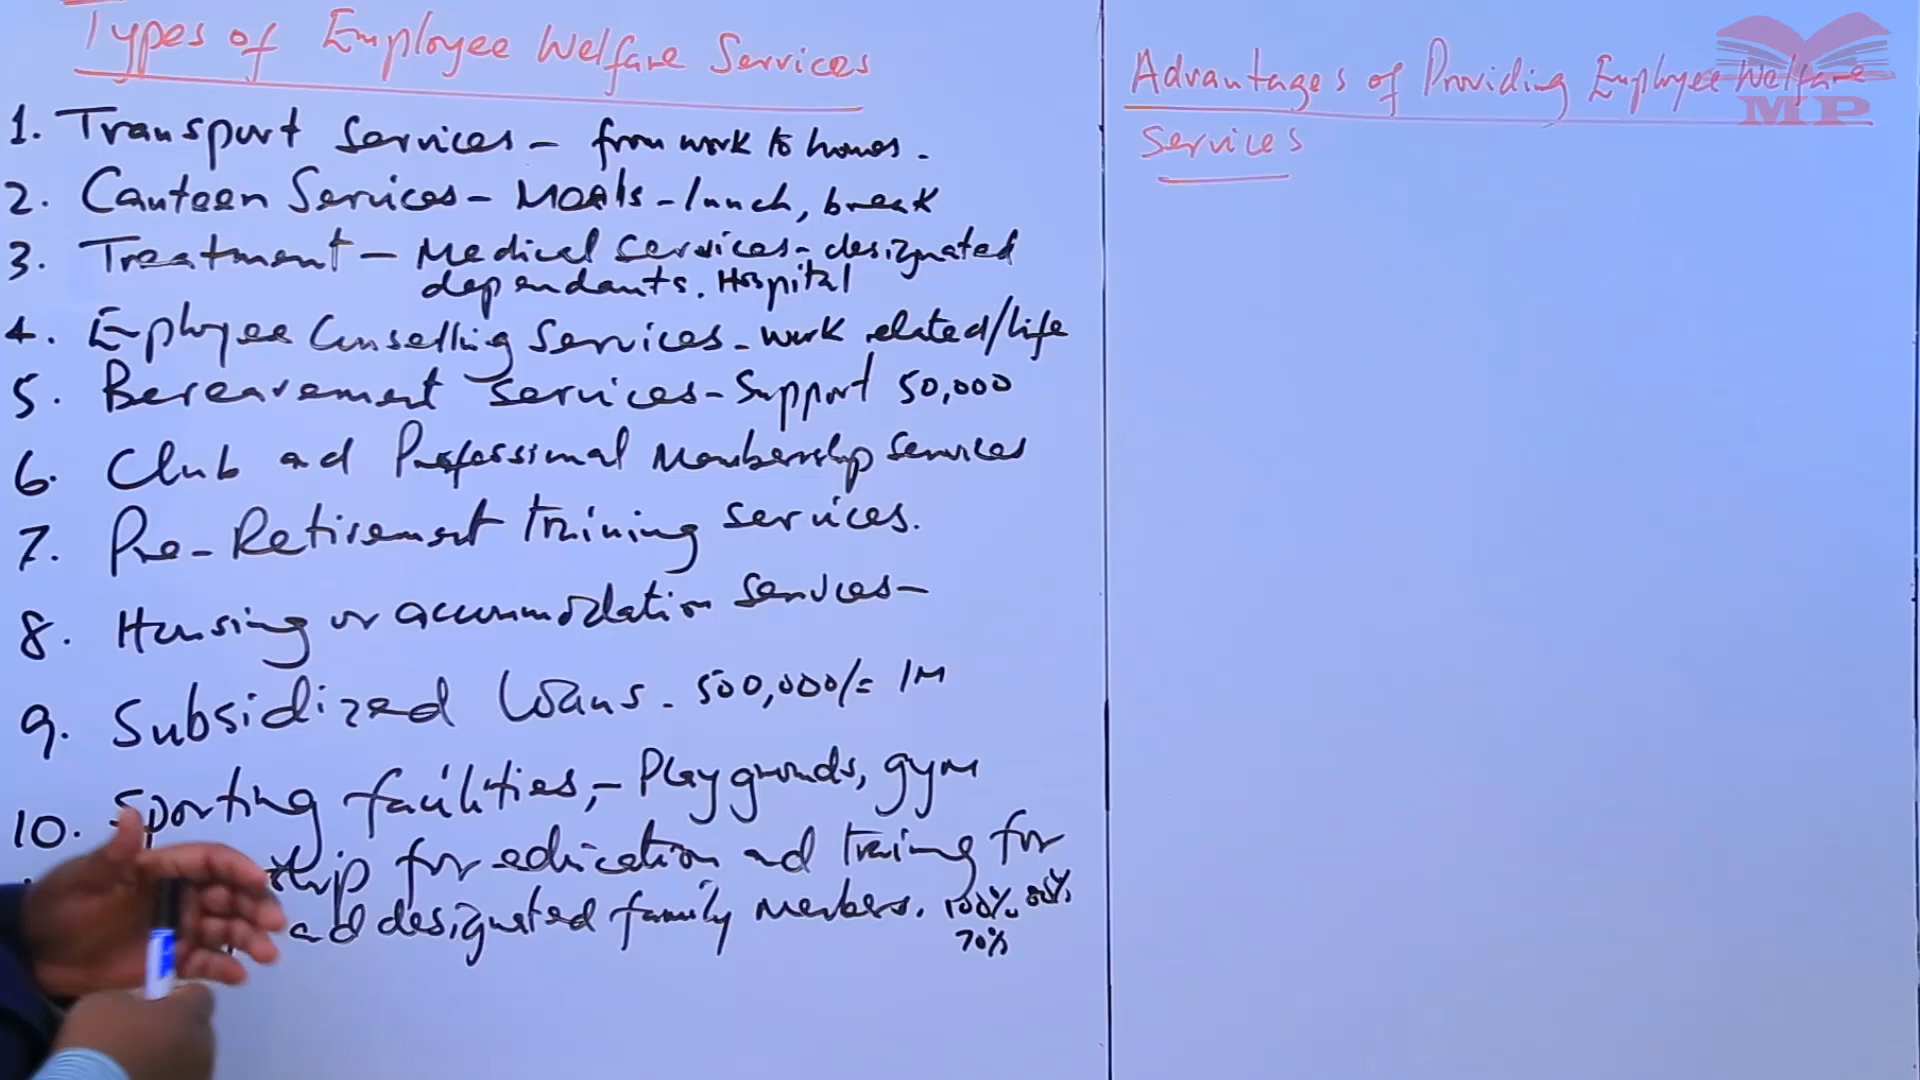 Types of Employee Welfare Services
1. Transport Services - from work to homes.
2. Canteen Services - Meals - lunch, break
3. Treatment - Medical Services - designated
dependants. Hospital
4. Eployee Counselling Services - work related/life
5. Bereavement services - Support 50,000
6. Club ad Professional Membership Services
7. Pre-Retirement training services.
8. Housing or accommodation services -
9. Subsidized Loans. 500,000/= 1M
10. Sporting facilities, - Playgrounds, gym
for education ad training for
ad designated family Members. 100%
70%
Advantages of Providing Employee Welfare
Services
MP